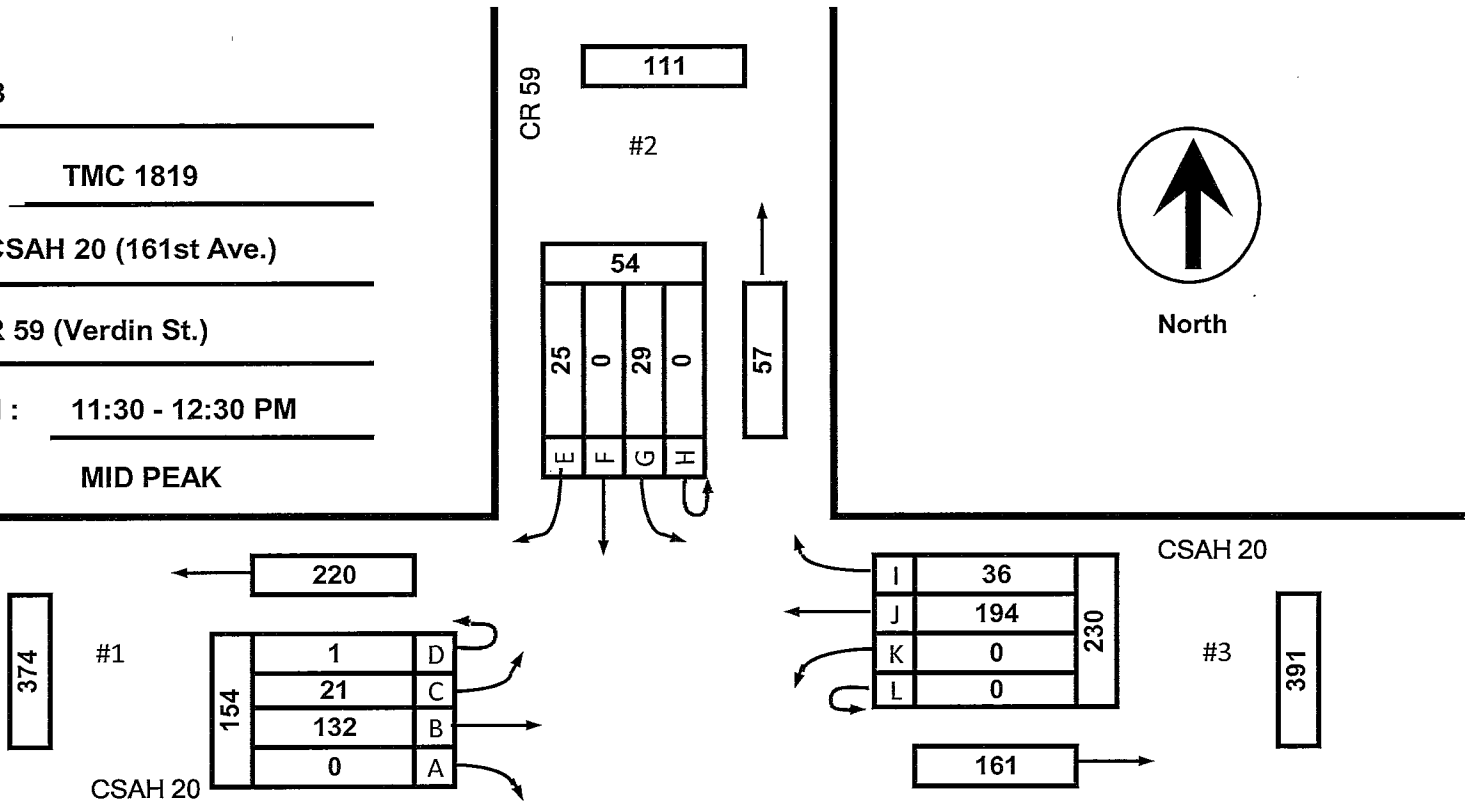 111
CR 59
#2
TMC 1819
CSAH 20 (161st Ave.)
59 (Verdin St.)
: 11:30 - 12:30 PM
MID PEAK
54
25 0 29 0
57
E F G H
North
220
374
#1
154
1 D
21 C
132 B
0 A
CSAH 20
CSAH 20
I 36
J 194
K 0
L 0
230
#3
391
161